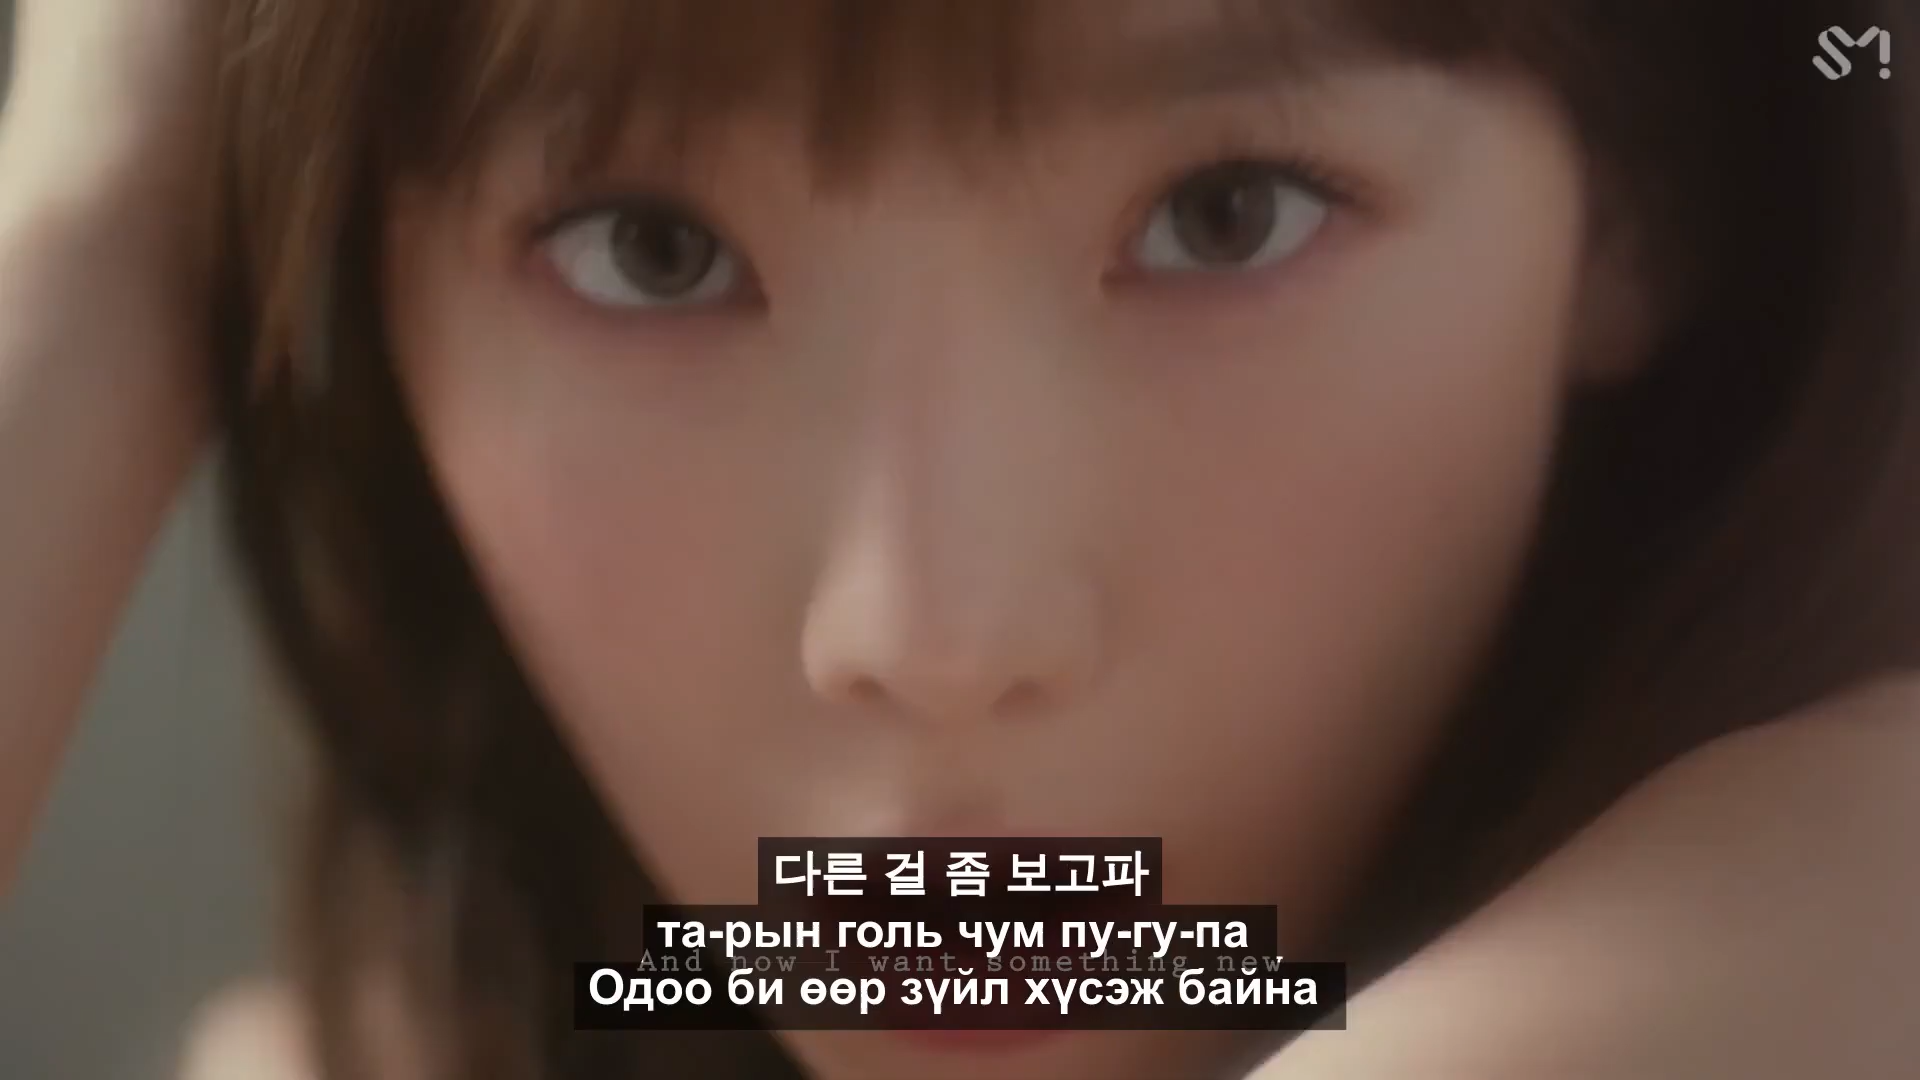 SM!
다른 걸 좀 보고파
та-рын голь чум пу-гу-па
And now I want something new
Одоо би өөр зүйл хүсэж байна